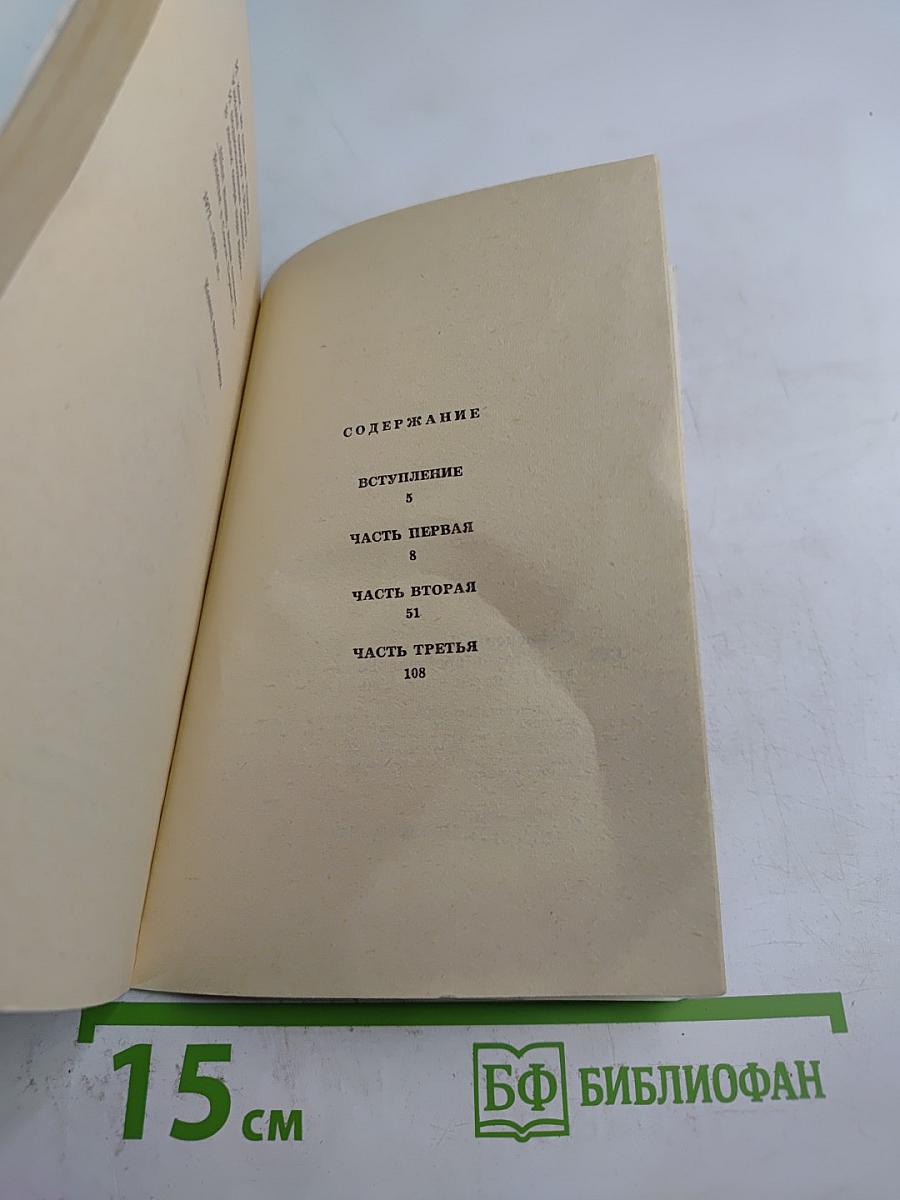 СОДЕРЖАНИЕ
ВСТУПЛЕНИЕ
5
ЧАСТЬ ПЕРВАЯ
8
ЧАСТЬ ВТОРАЯ
51
ЧАСТЬ ТРЕТЬЯ
108
15 см
БФ БИБЛИОФАН